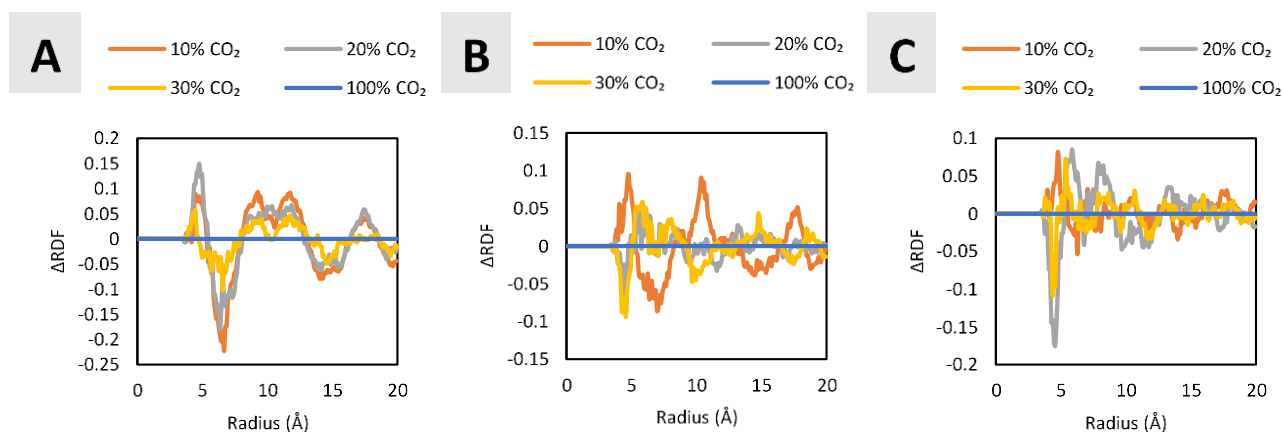 A
10% CO₂
20% CO₂
30% CO₂
100% CO₂
0.2
0.15
0.1
0.05
0
-0.05
-0.1
-0.15
-0.2
-0.25
ΔRDF
0 5 10 15 20
Radius (Å)
B
10% CO₂
20% CO₂
30% CO₂
100% CO₂
0.15
0.1
0.05
0
-0.05
-0.1
-0.15
ΔRDF
0 5 10 15 20
Radius (Å)
C
10% CO₂
20% CO₂
30% CO₂
100% CO₂
0.1
0.05
0
-0.05
-0.1
-0.15
-0.2
ΔRDF
0 5 10 15 20
Radius (Å)